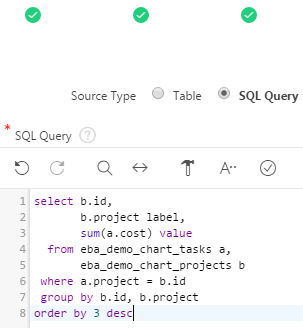 Source Type Table SQL Query
* SQL Query ?
A··
1 select b.id,
2 b.project label,
3 sum(a.cost) value
4 from eba_demo_chart_tasks a,
5 eba_demo_chart_projects b
6 where a.project = b.id
7 group by b.id, b.project
8 order by 3 desc